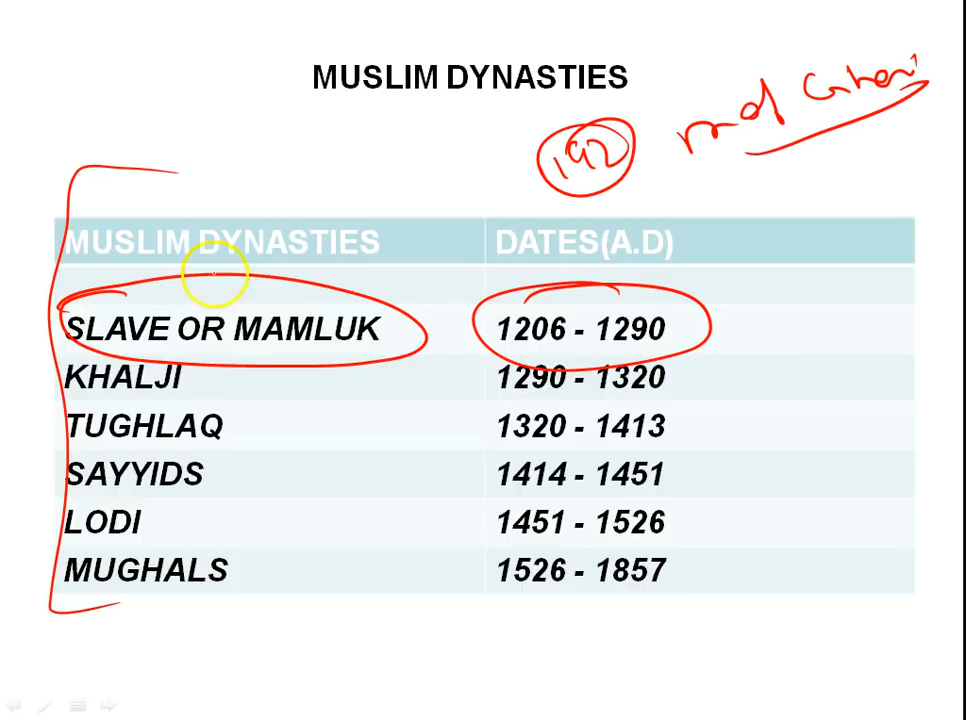 MUSLIM DYNASTIES
192
MUSLIM DYNASTIES DATES(A.D)
SLAVE OR MAMLUK 1206 - 1290
KHALJI 1290 - 1320
TUGHLAQ 1320 - 1413
SAYYIDS 1414 - 1451
LODI 1451 - 1526
MUGHALS 1526 - 1857